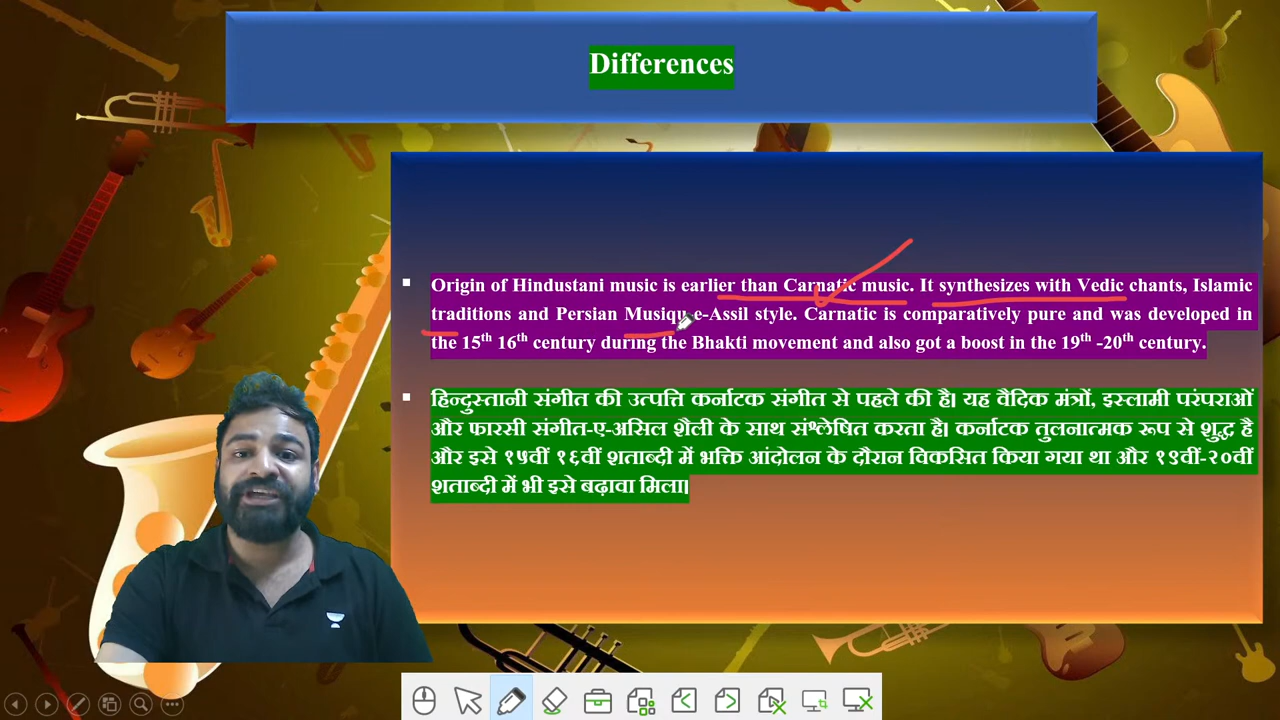 Differences
Origin of Hindustani music is earlier than Carnatic music. It synthesizes with Vedic chants, Islamic
traditions and Persian Musiqu-e-Assil style. Carnatic is comparatively pure and was developed in
the 15th 16th century during the Bhakti movement and also got a boost in the 19th -20th century.
हिन्दुस्तानी संगीत की उत्पत्ति कर्नाटक संगीत से पहले की है। यह वैदिक मंत्रों, इस्लामी परंपराओं
और फारसी संगीत-ए-असिल शैली के साथ संश्लेषित करता है। कर्नाटक तुलनात्मक रूप से शुद्ध है
और इसे १५वीं १६वीं शताब्दी में भक्ति आंदोलन के दौरान विकसित किया गया था और १९वीं-२०वीं
शताब्दी में भी इसे बढ़ावा मिला।